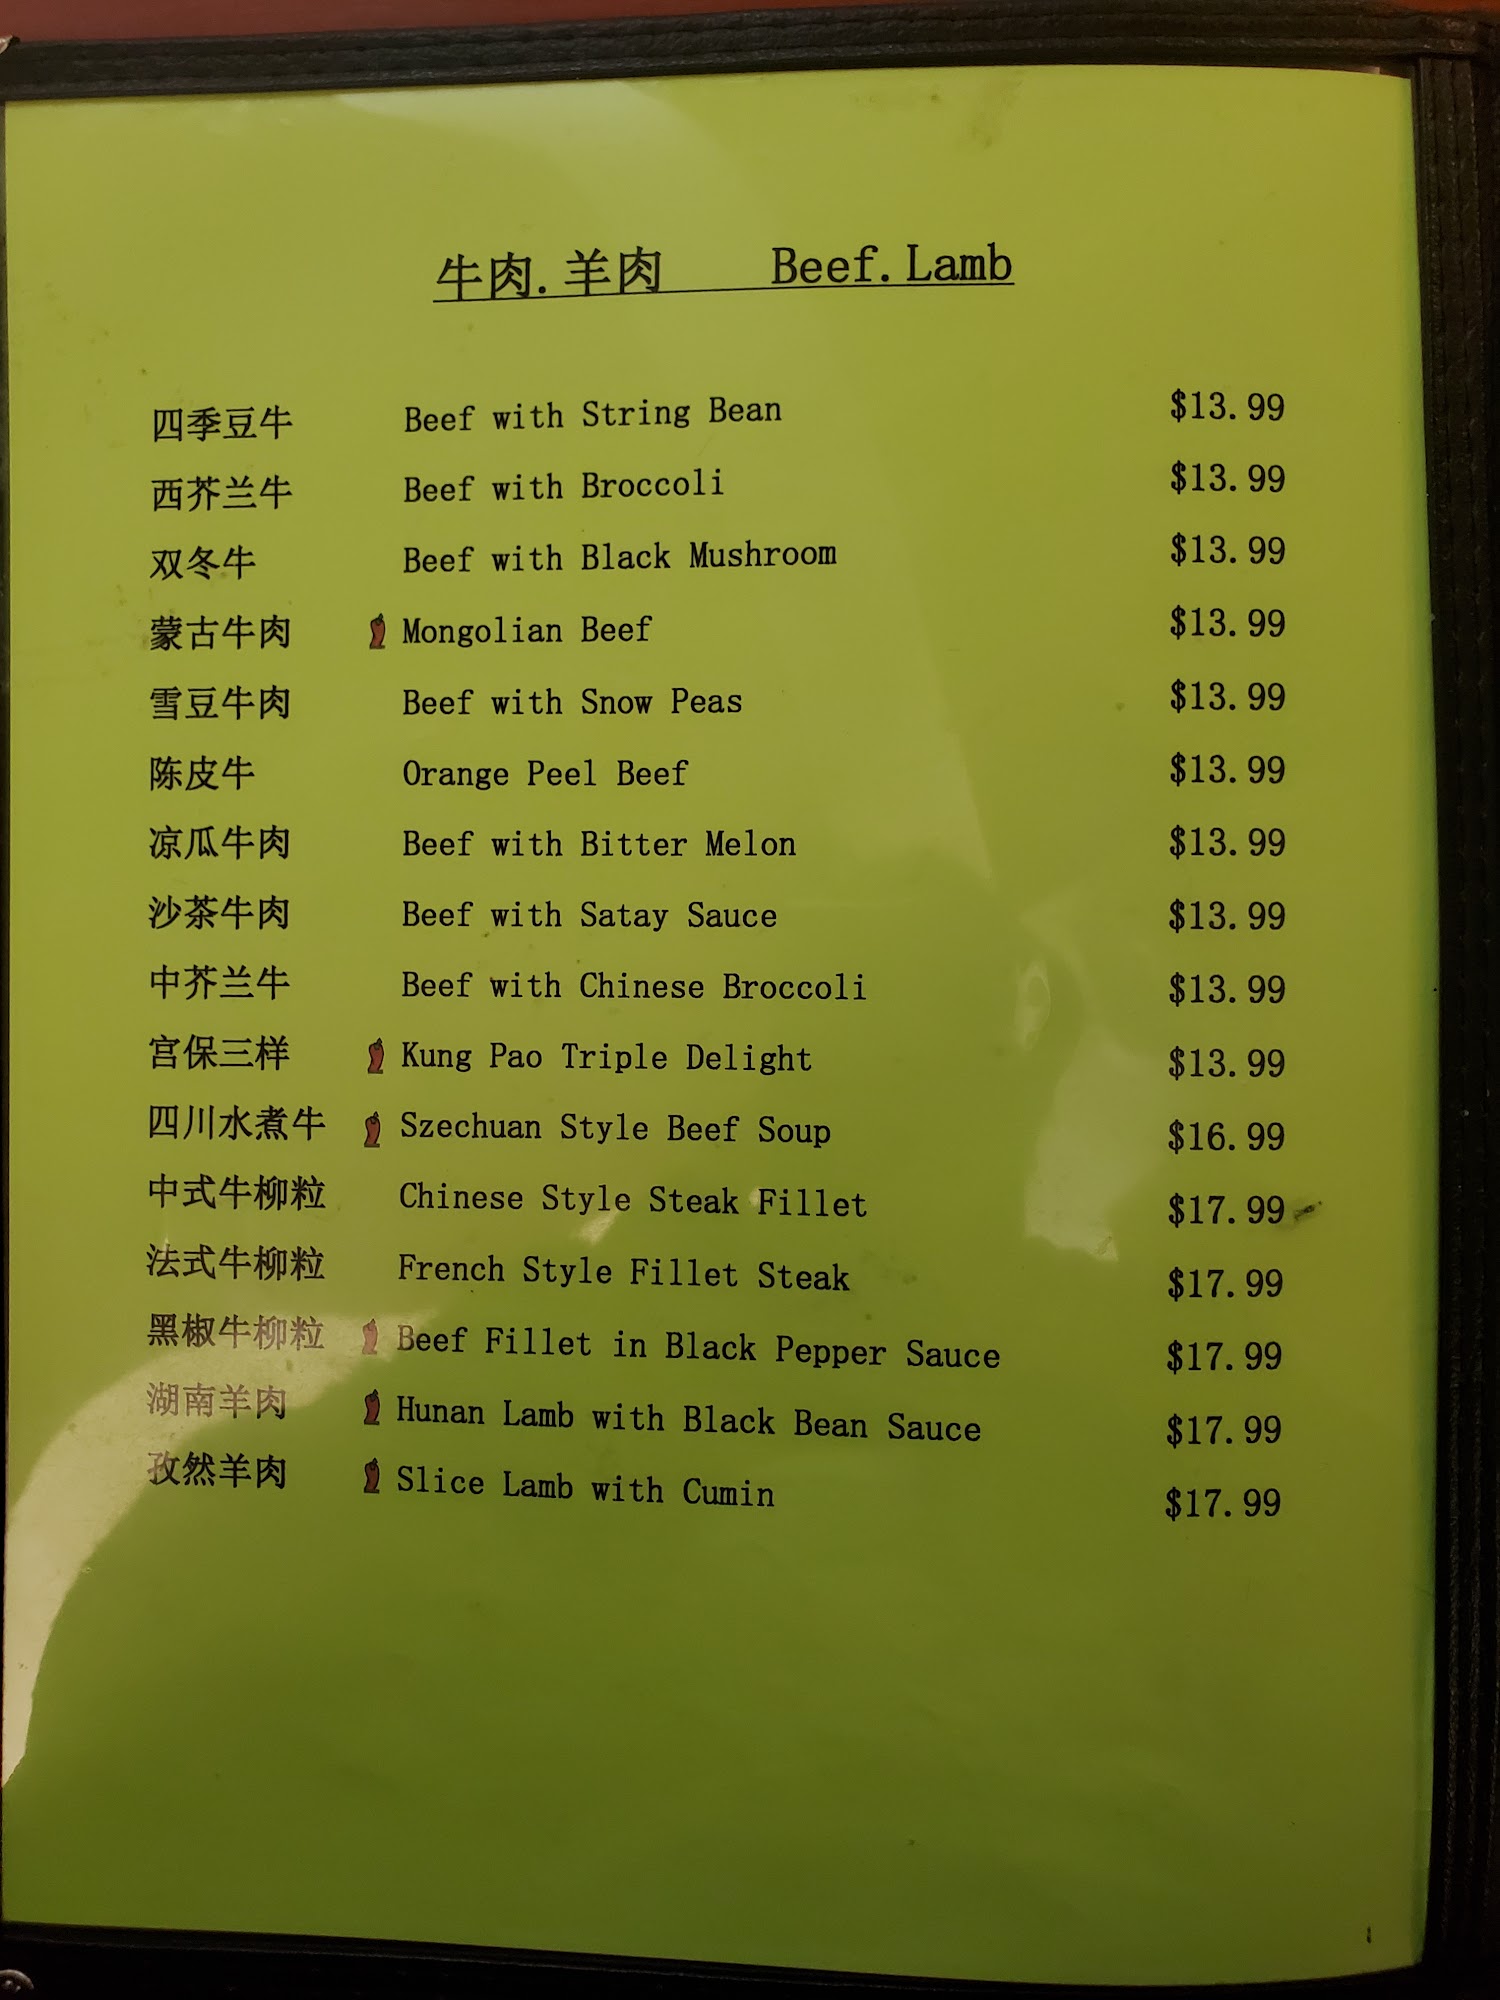 牛肉.羊肉 Beef.Lamb
四季豆牛 Beef with String Bean $13.99
西芥兰牛 Beef with Broccoli $13.99
双冬牛 Beef with Black Mushroom $13.99
蒙古牛肉 Mongolian Beef $13.99
雪豆牛肉 Beef with Snow Peas $13.99
陈皮牛 Orange Peel Beef $13.99
凉瓜牛肉 Beef with Bitter Melon $13.99
沙茶牛肉 Beef with Satay Sauce $13.99
中芥兰牛 Beef with Chinese Broccoli $13.99
宫保三样 Kung Pao Triple Delight $13.99
四川水煮牛 Szechuan Style Beef Soup $16.99
中式牛柳粒 Chinese Style Steak Fillet $17.99
法式牛柳粒 French Style Fillet Steak $17.99
黑椒牛柳粒 Beef Fillet in Black Pepper Sauce $17.99
湖南羊肉 Hunan Lamb with Black Bean Sauce $17.99
孜然羊肉 Slice Lamb with Cumin $17.99